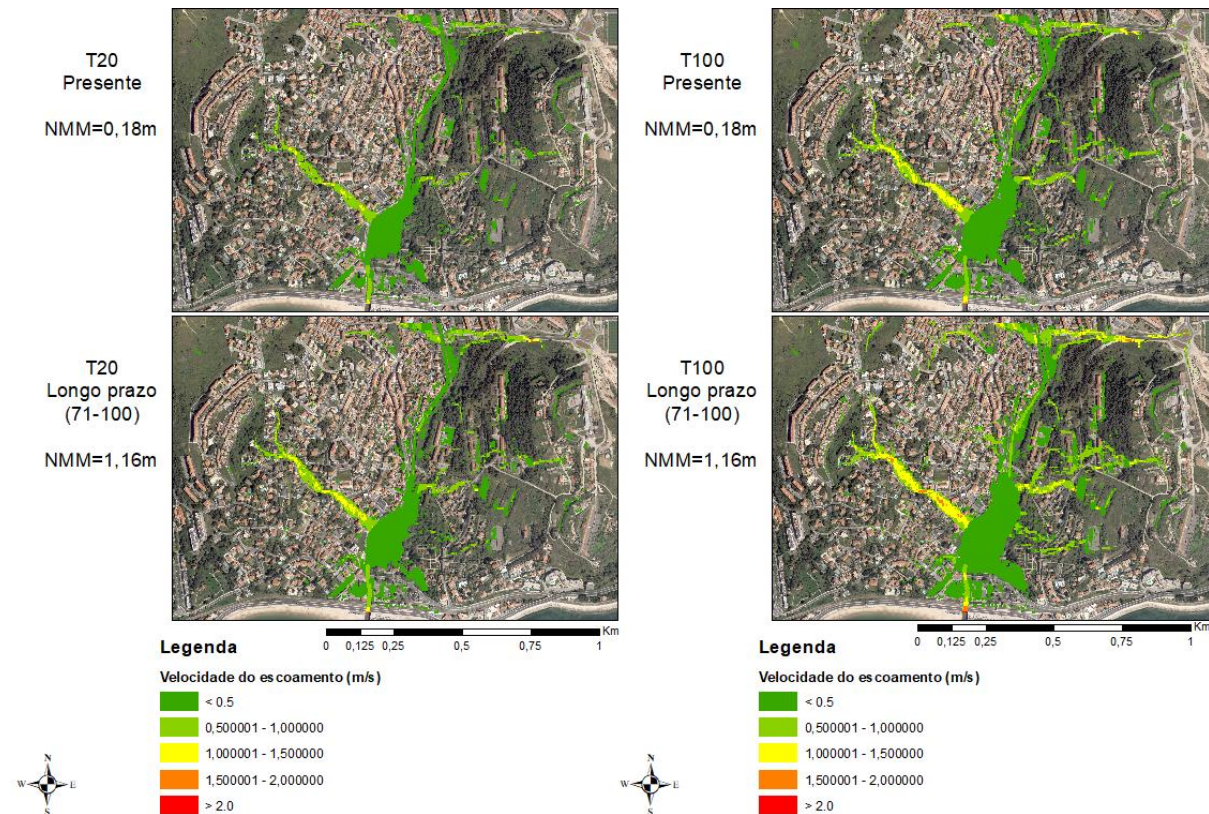 T20
Presente
NMM=0,18m
T100
Presente
NMM=0,18m
T20
Longo prazo
(71-100)
NMM=1,16m
T100
Longo prazo
(71-100)
NMM=1,16m
Km
0 0,125 0,25 0,5 0,75 1
Legenda
Velocidade do escoamento (m/s)
< 0.5
0,500001 - 1,000000
1,000001 - 1,500000
1,500001 - 2,000000
> 2.0
N
W E
S
Km
0 0,125 0,25 0,5 0,75 1
Legenda
Velocidade do escoamento (m/s)
< 0.5
0,500001 - 1,000000
1,000001 - 1,500000
1,500001 - 2,000000
> 2.0
N
W E
S